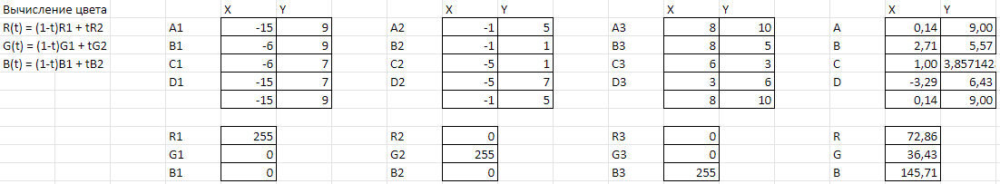 Вычисление цвета X Y X Y X Y X Y
R(t) = (1-t)R1 + tR2 A1 -15 9 A2 -1 5 A3 8 10 A 0,14 9,00
G(t) = (1-t)G1 + tG2 B1 -6 9 B2 -1 1 B3 8 5 B 2,71 5,57
B(t) = (1-t)B1 + tB2 C1 -6 7 C2 -5 1 C3 6 3 C 1,00 3,857142
D1 -15 7 D2 -5 7 D3 3 6 D -3,29 6,43
-15 9 -1 5 8 10 0,14 9,00
R1 255 R2 0 R3 0 R 72,86
G1 0 G2 255 G3 0 G 36,43
B1 0 B2 0 B3 255 B 145,71